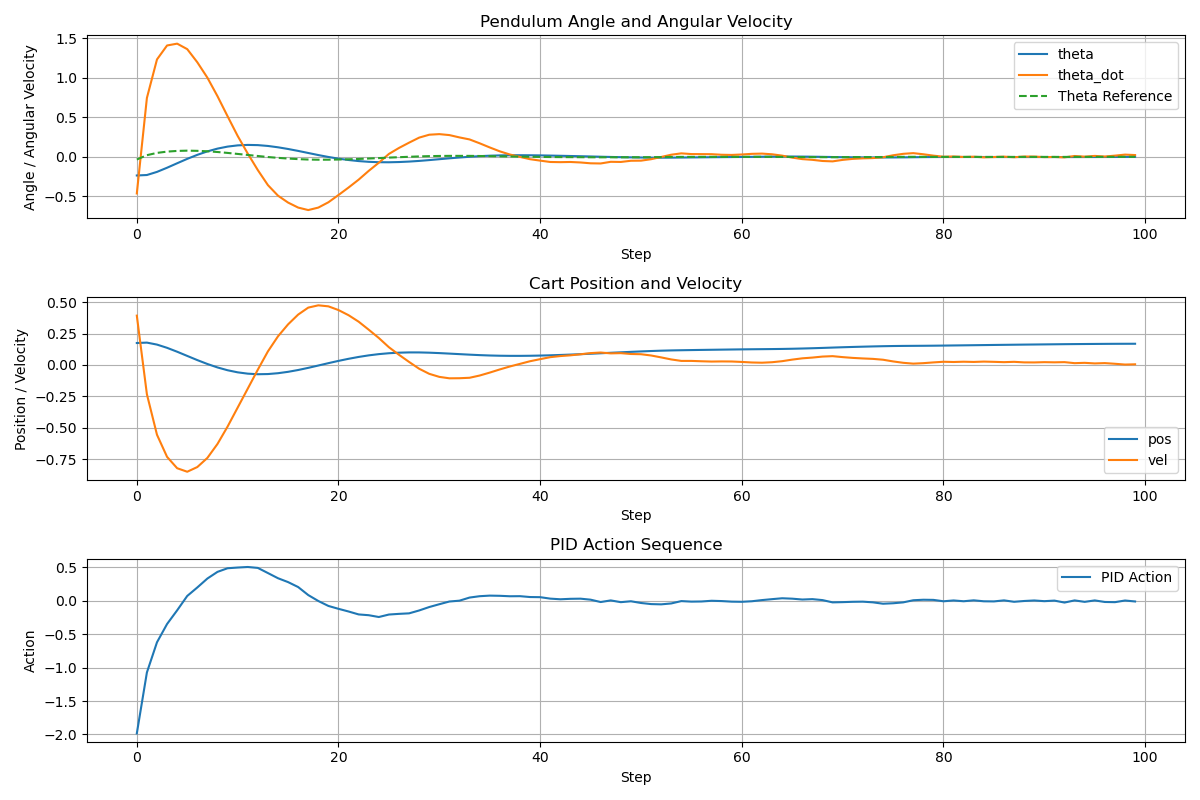 Pendulum Angle and Angular Velocity
Angle / Angular Velocity
1.5
1.0
0.5
0.0
−0.5
theta
theta_dot
Theta Reference
0 20 40 60 80 100
Step
Cart Position and Velocity
Position / Velocity
0.50
0.25
0.00
−0.25
−0.50
−0.75
pos
vel
0 20 40 60 80 100
Step
PID Action Sequence
Action
0.5
0.0
−0.5
−1.0
−1.5
−2.0
PID Action
0 20 40 60 80 100
Step